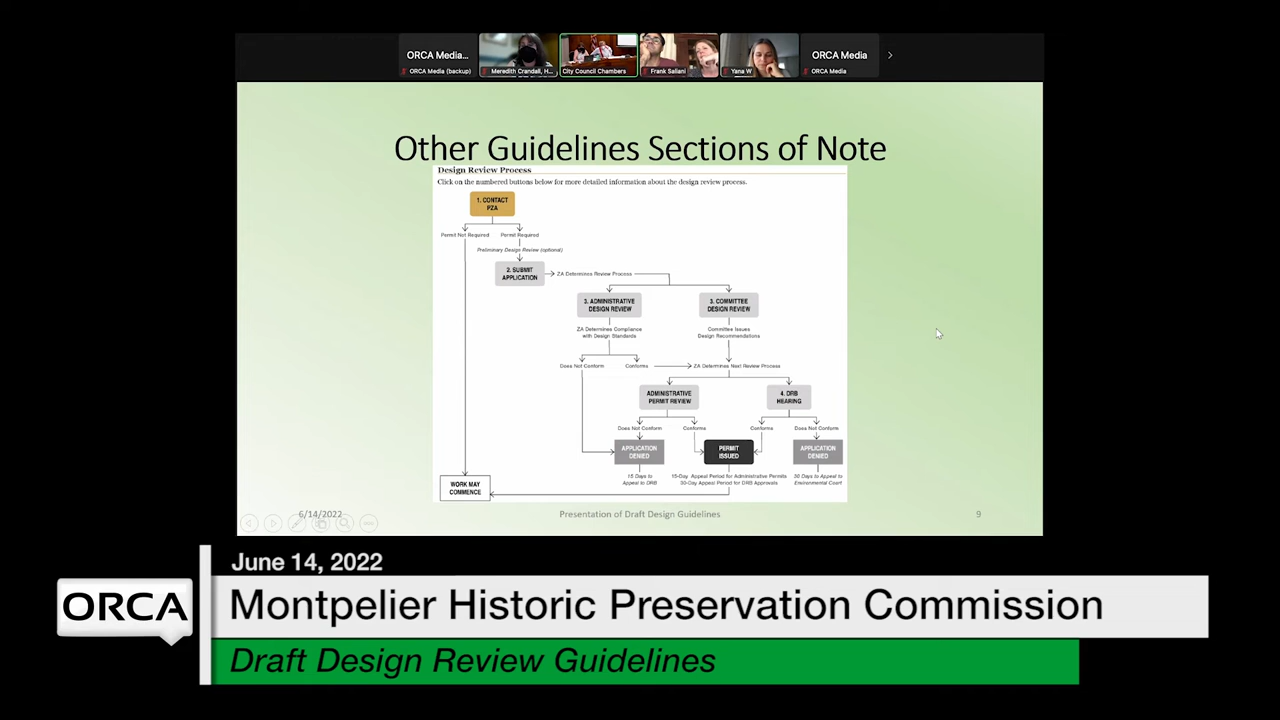 ORCA Media...
ORCA Media
ORCA Media (backup)
Meredith Crandall, H...
City Council Chambers
Frank Sailani
Yana W
ORCA Media
Other Guidelines Sections of Note
Design Review Process
Click on the numbered buttons below for more detailed information about the design review process.
1. CONTACT
PZA
Permit Not Required
Permit Required
Preliminary Design Review (optional)
2. SUBMIT
APPLICATION
ZA Determines Review Process
3. ADMINISTRATIVE
DESIGN REVIEW
3. COMMITTEE
DESIGN REVIEW
ZA Determines Compliance
with Design Standards
Committee Issues
Design Recommendations
Does Not Conform
Conforms
ZA Determines Next Review Process
ADMINISTRATIVE
PERMIT REVIEW
4. DRB
HEARING
Does Not Conform
Conforms
Conforms
Does Not Conform
APPLICATION
DENIED
PERMIT
ISSUED
APPLICATION
DENIED
15 Days to
Appeal to DRB
15-Day Appeal Period for Administrative Permits
30-Day Appeal Period for DRB Approvals
30 Days to Appeal to
Environmental Court
WORK MAY
COMMENCE
6/14/2022
Presentation of Draft Design Guidelines
9
June 14, 2022
ORCA
Montpelier Historic Preservation Commission
Draft Design Review Guidelines